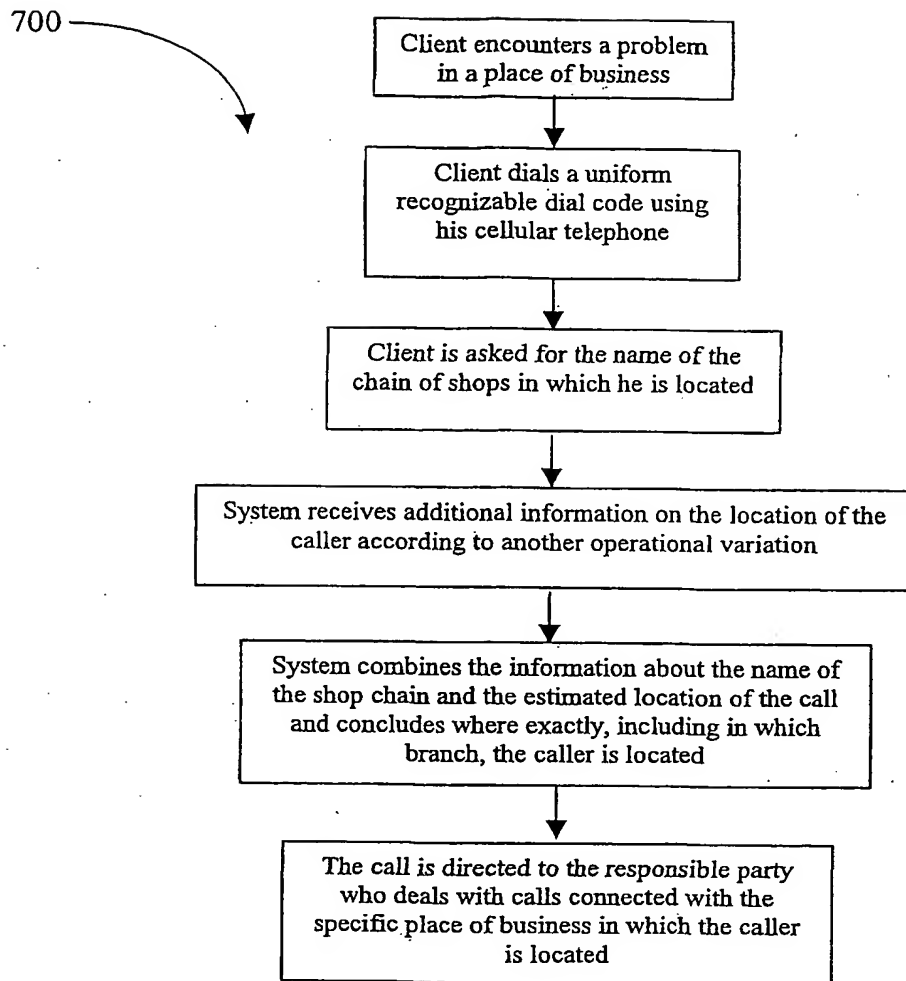 700
Client encounters a problem
in a place of business
Client dials a uniform
recognizable dial code using
his cellular telephone
Client is asked for the name of the
chain of shops in which he is located
System receives additional information on the location of the
caller according to another operational variation
System combines the information about the name of
the shop chain and the estimated location of the call
and concludes where exactly, including in which
branch, the caller is located
The call is directed to the responsible party
who deals with calls connected with the
specific place of business in which the caller
is located